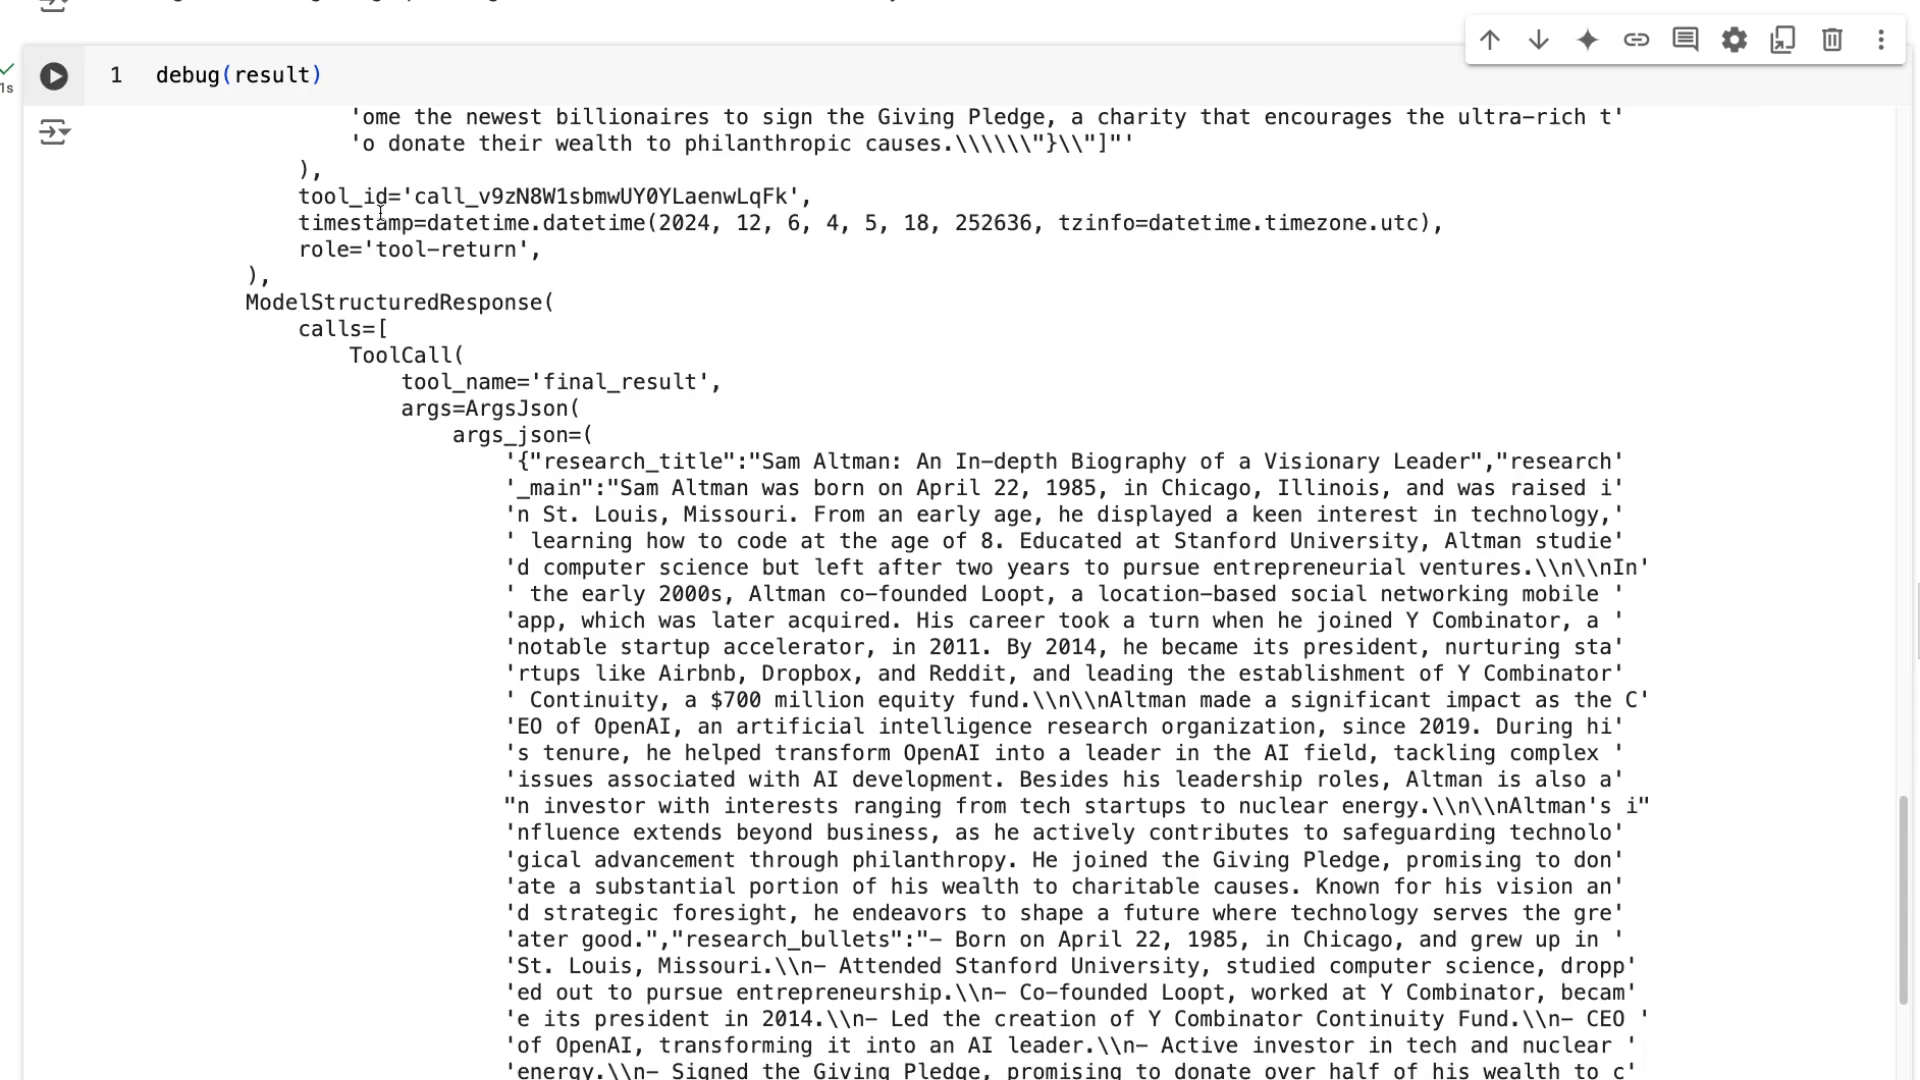 1s
1 debug(result)
'ome the newest billionaires to sign the Giving Pledge, a charity that encourages the ultra-rich t'
'o donate their wealth to philanthropic causes.\\\\\\"}\\"]"'
),
tool_id='call_v9zN8W1sbmwUY0YLaenwLqFk',
timestamp=datetime.datetime(2024, 12, 6, 4, 5, 18, 252636, tzinfo=datetime.timezone.utc),
role='tool-return',
),
ModelStructuredResponse(
calls=[
ToolCall(
tool_name='final_result',
args=ArgsJson(
args_json=(
'{"research_title":"Sam Altman: An In-depth Biography of a Visionary Leader","research'
'_main":"Sam Altman was born on April 22, 1985, in Chicago, Illinois, and was raised i'
'n St. Louis, Missouri. From an early age, he displayed a keen interest in technology,'
' learning how to code at the age of 8. Educated at Stanford University, Altman studie'
'd computer science but left after two years to pursue entrepreneurial ventures.\\n\\nIn'
' the early 2000s, Altman co-founded Loopt, a location-based social networking mobile '
'app, which was later acquired. His career took a turn when he joined Y Combinator, a '
'notable startup accelerator, in 2011. By 2014, he became its president, nurturing sta'
'rtups like Airbnb, Dropbox, and Reddit, and leading the establishment of Y Combinator'
' Continuity, a $700 million equity fund.\\n\\nAltman made a significant impact as the C'
'EO of OpenAI, an artificial intelligence research organization, since 2019. During hi'
's tenure, he helped transform OpenAI into a leader in the AI field, tackling complex '
'issues associated with AI development. Besides his leadership roles, Altman is also a'
"n investor with interests ranging from tech startups to nuclear energy.\\n\\nAltman's i"
'nfluence extends beyond business, as he actively contributes to safeguarding technolo'
'gical advancement through philanthropy. He joined the Giving Pledge, promising to don'
'ate a substantial portion of his wealth to charitable causes. Known for his vision an'
'd strategic foresight, he endeavors to shape a future where technology serves the gre'
'ater good.","research_bullets":"- Born on April 22, 1985, in Chicago, and grew up in '
'St. Louis, Missouri.\\n- Attended Stanford University, studied computer science, dropp'
'ed out to pursue entrepreneurship.\\n- Co-founded Loopt, worked at Y Combinator, becam'
'e its president in 2014.\\n- Led the creation of Y Combinator Continuity Fund.\\n- CEO '
'of OpenAI, transforming it into an AI leader.\\n- Active investor in tech and nuclear '
'energy.\\n- Signed the Giving Pledge, promising to donate over half of his wealth to c'